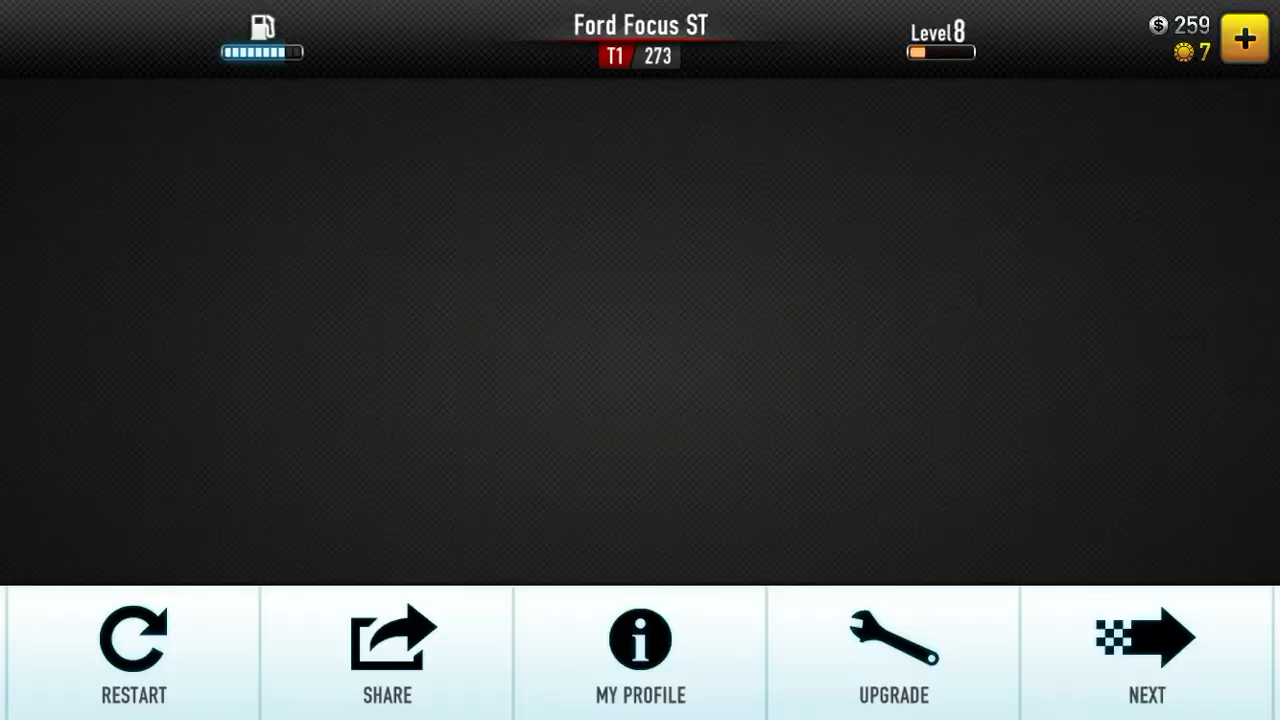 Ford Focus ST
T1 273
Level 8
259
7
RESTART
SHARE
MY PROFILE
UPGRADE
NEXT